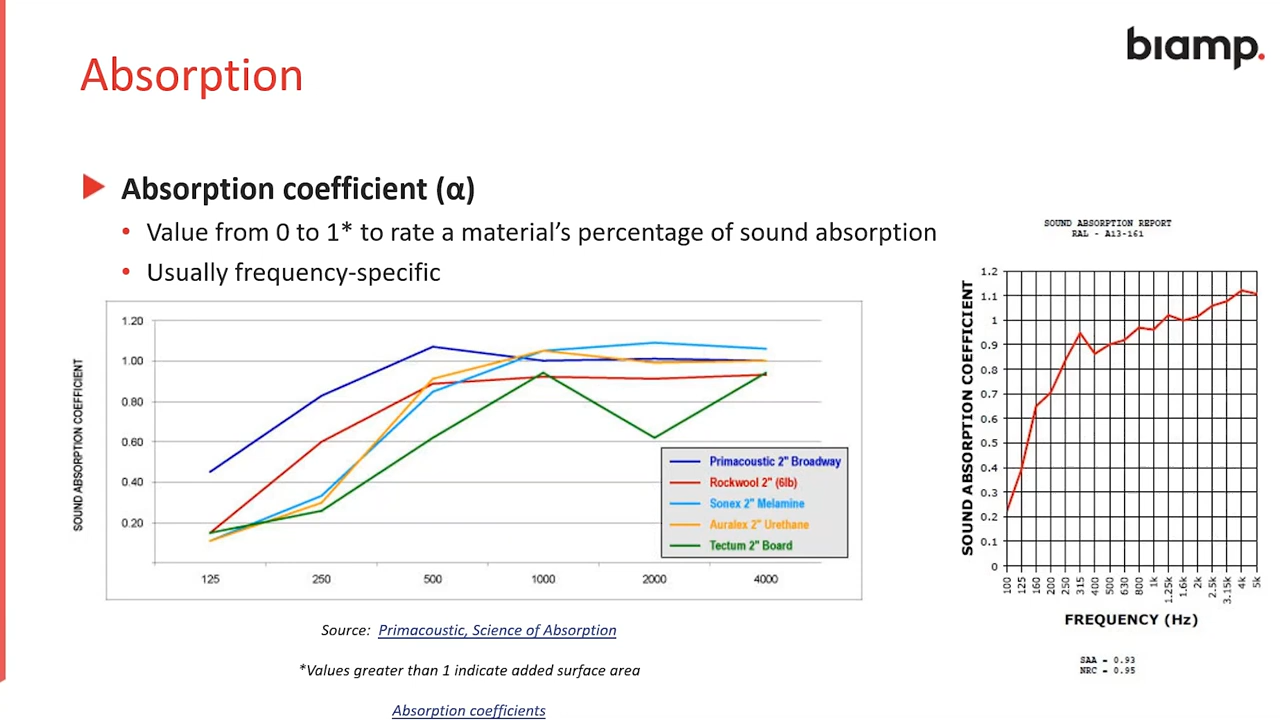 biamp.
Absorption
Absorption coefficient (α)
Value from 0 to 1* to rate a material's percentage of sound absorption
Usually frequency-specific
SOUND ABSORPTION COEFFICIENT
1.20
1.00
0.80
0.60
0.40
0.20
125 250 500 1000 2000 4000
Primacoustic 2" Broadway
Rockwool 2" (6lb)
Sonex 2" Melamine
Auralex 2" Urethane
Tectum 2" Board
Source: Primacoustic, Science of Absorption
*Values greater than 1 indicate added surface area
Absorption coefficients
SOUND ABSORPTION REPORT
RAL - A13-161
SOUND ABSORPTION COEFFICIENT
1.2
1.1
1
0.9
0.8
0.7
0.6
0.5
0.4
0.3
0.2
0.1
0
100 125 160 200 250 315 400 500 630 800 1k 1.25k 1.6k 2k 2.5k 3.15k 4k 5k
FREQUENCY (Hz)
SAA = 0.93
NRC = 0.95